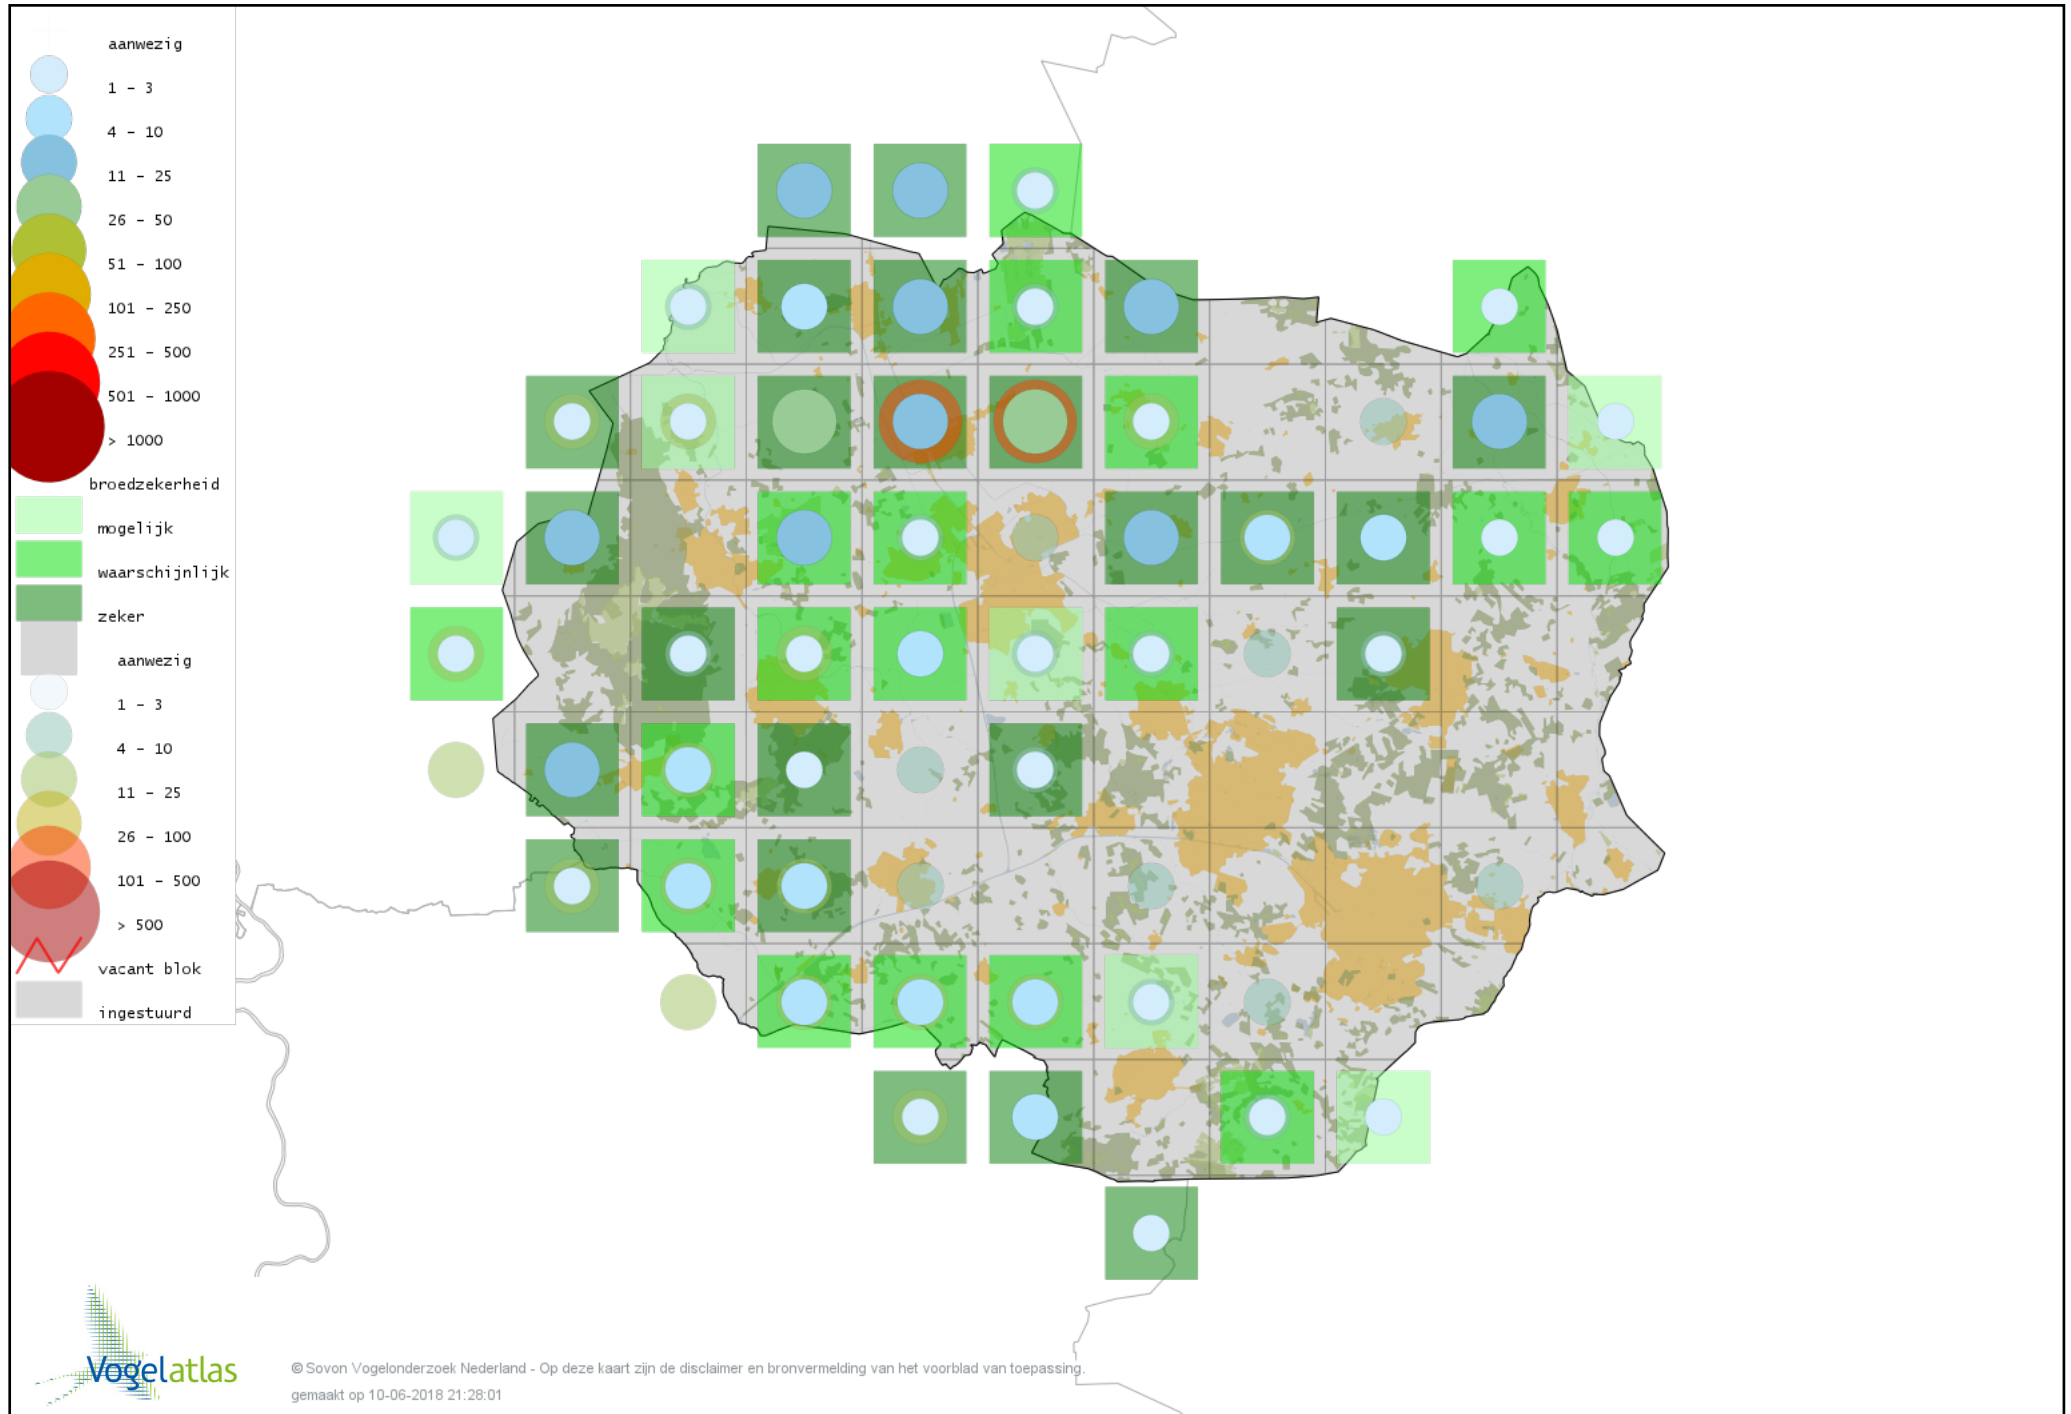 aanwezig
1 - 3
4 - 10
11 - 25
26 - 50
51 - 100
101 - 250
251 - 500
501 - 1000
> 1000
broedzekerheid
mogelijk
waarschijnlijk
zeker
aanwezig
1 - 3
4 - 10
11 - 25
26 - 100
101 - 500
> 500
vacant blok
ingestuurd
Vogelatlas
© Sovon Vogelonderzoek Nederland - Op deze kaart zijn de disclaimer en bronvermelding van het voorblad van toepassing.
gemaakt op 10-06-2018 21:28:01